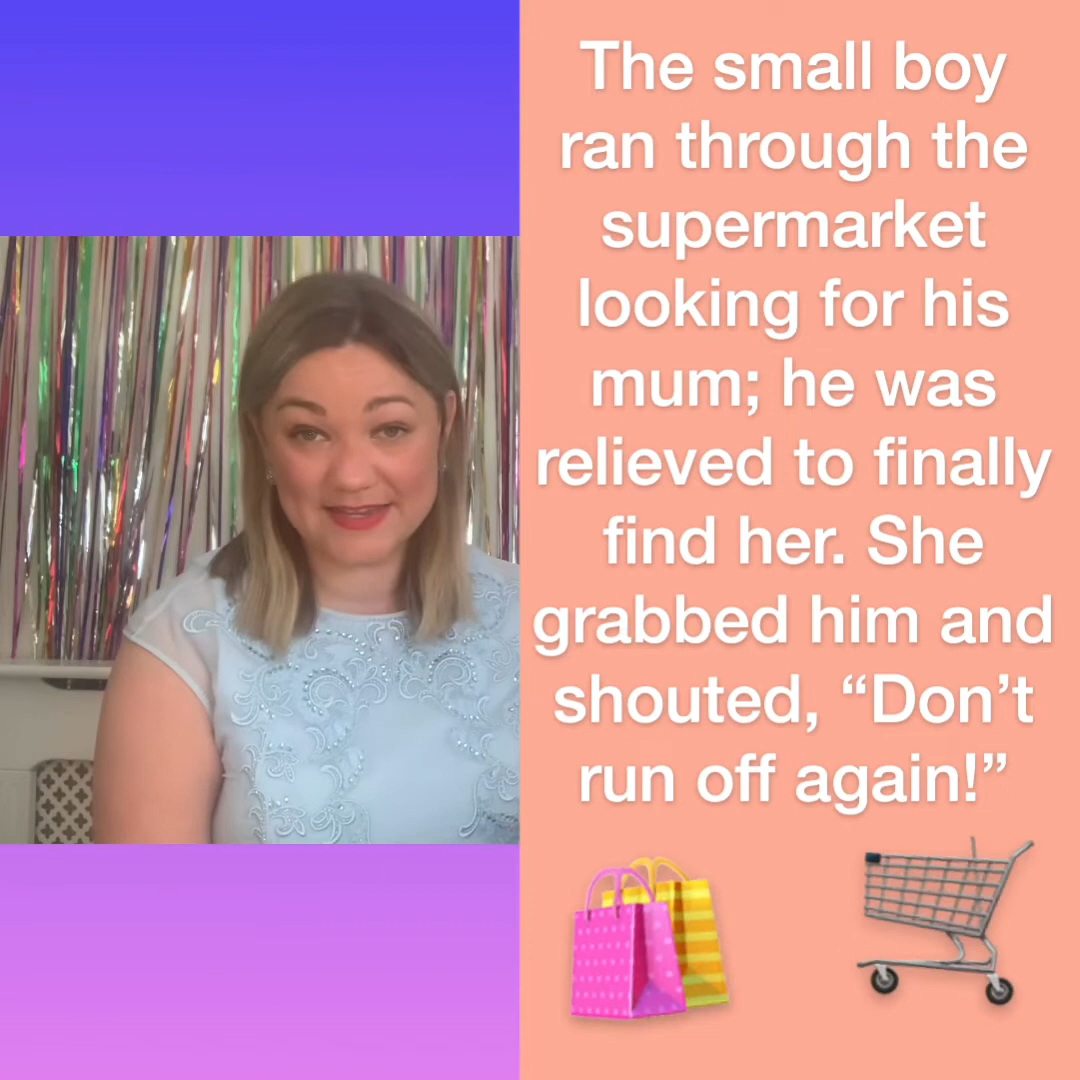 The small boy
ran through the
supermarket
looking for his
mum; he was
relieved to finally
find her. She
grabbed him and
shouted, “Don’t
run off again!”